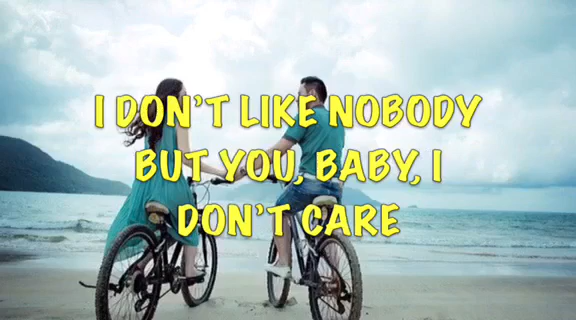 I DON'T LIKE NOBODY
BUT YOU, BABY, I
DON'T CARE